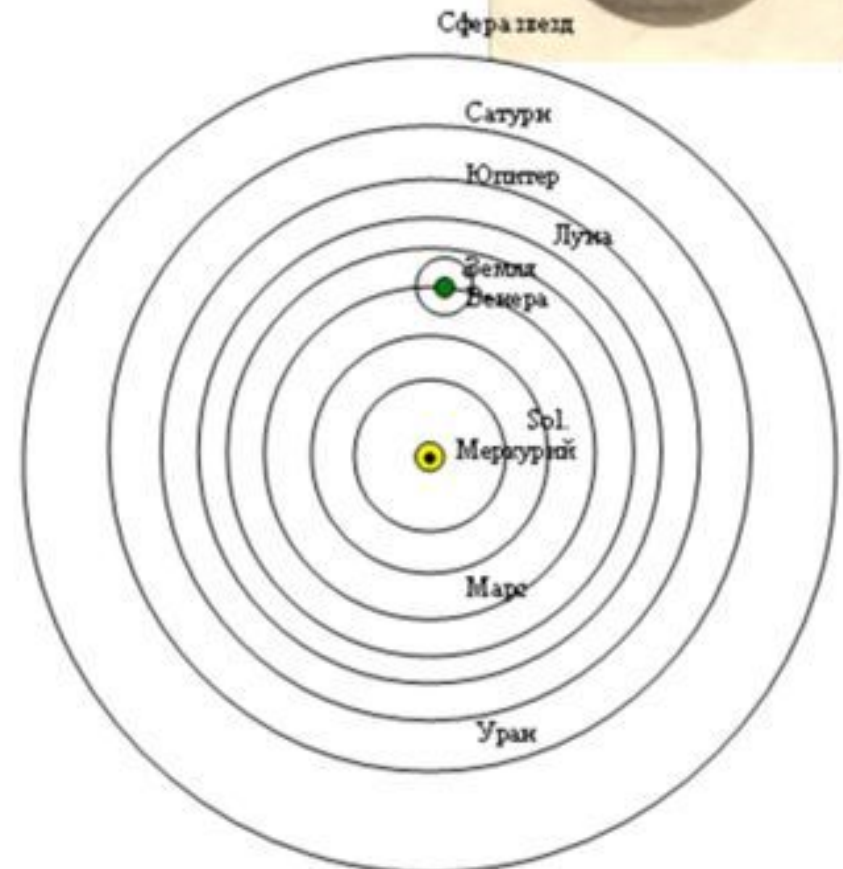 Сфера звезд
Сатурн
Юпитер
Луна
Земля
Венера
Sol.
Меркурий
Марс
Уран